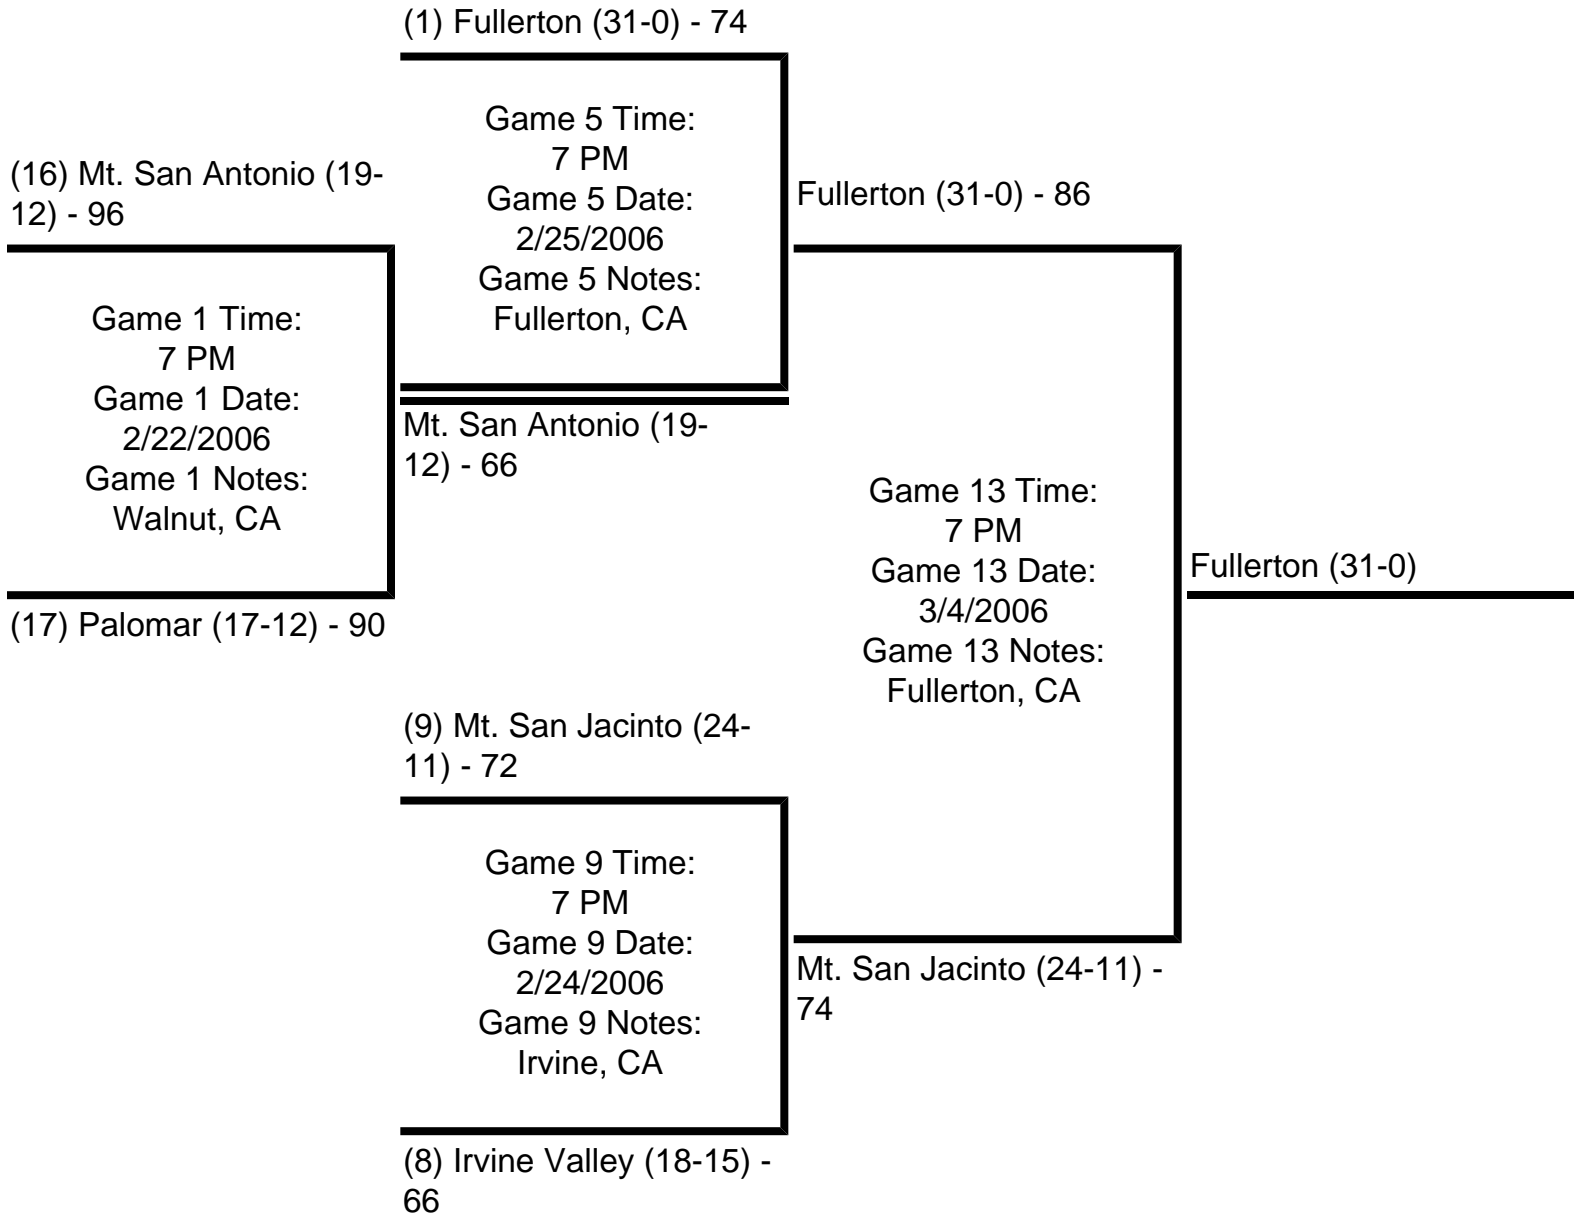 (1) Fullerton (31-0) - 74
Game 5 Time:
7 PM
Game 5 Date:
2/25/2006
Game 5 Notes:
Fullerton, CA
(16) Mt. San Antonio (19-
12) - 96
Fullerton (31-0) - 86
Game 1 Time:
7 PM
Game 1 Date:
2/22/2006
Game 1 Notes:
Walnut, CA
Mt. San Antonio (19-
12) - 66
Game 13 Time:
7 PM
Game 13 Date:
3/4/2006
Game 13 Notes:
Fullerton, CA
Fullerton (31-0)
(17) Palomar (17-12) - 90
(9) Mt. San Jacinto (24-
11) - 72
Game 9 Time:
7 PM
Game 9 Date:
2/24/2006
Game 9 Notes:
Irvine, CA
Mt. San Jacinto (24-11) -
74
(8) Irvine Valley (18-15) -
66